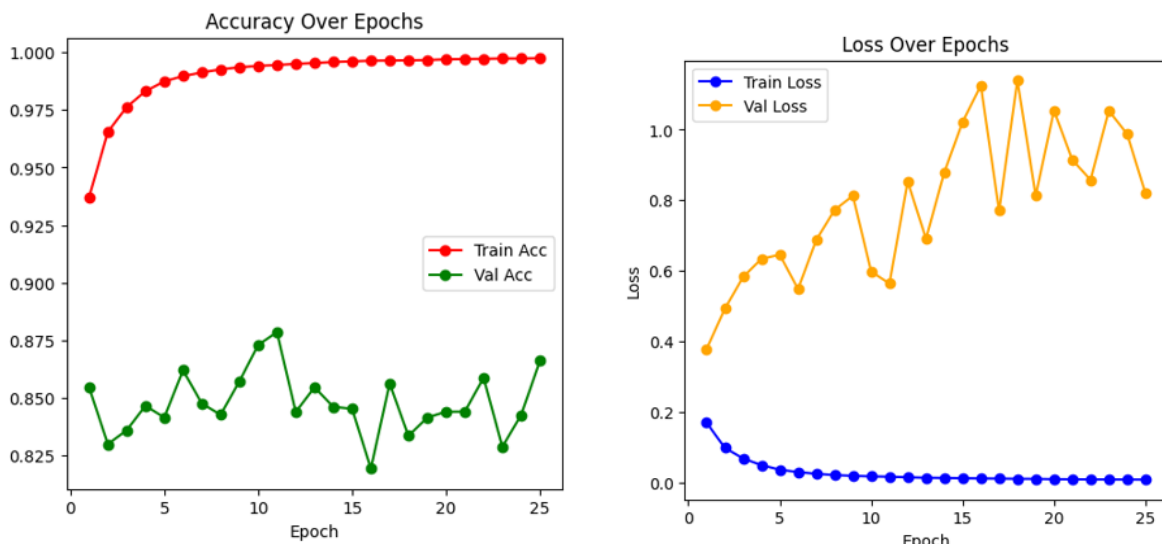 Accuracy Over Epochs
1.000
0.975
0.950
0.925
0.900
0.875
0.850
0.825
Train Acc
Val Acc
0
5
10
15
20
25
Epoch
Loss Over Epochs
Train Loss
Val Loss
Loss
1.0
0.8
0.6
0.4
0.2
0.0
0
5
10
15
20
25
Epoch